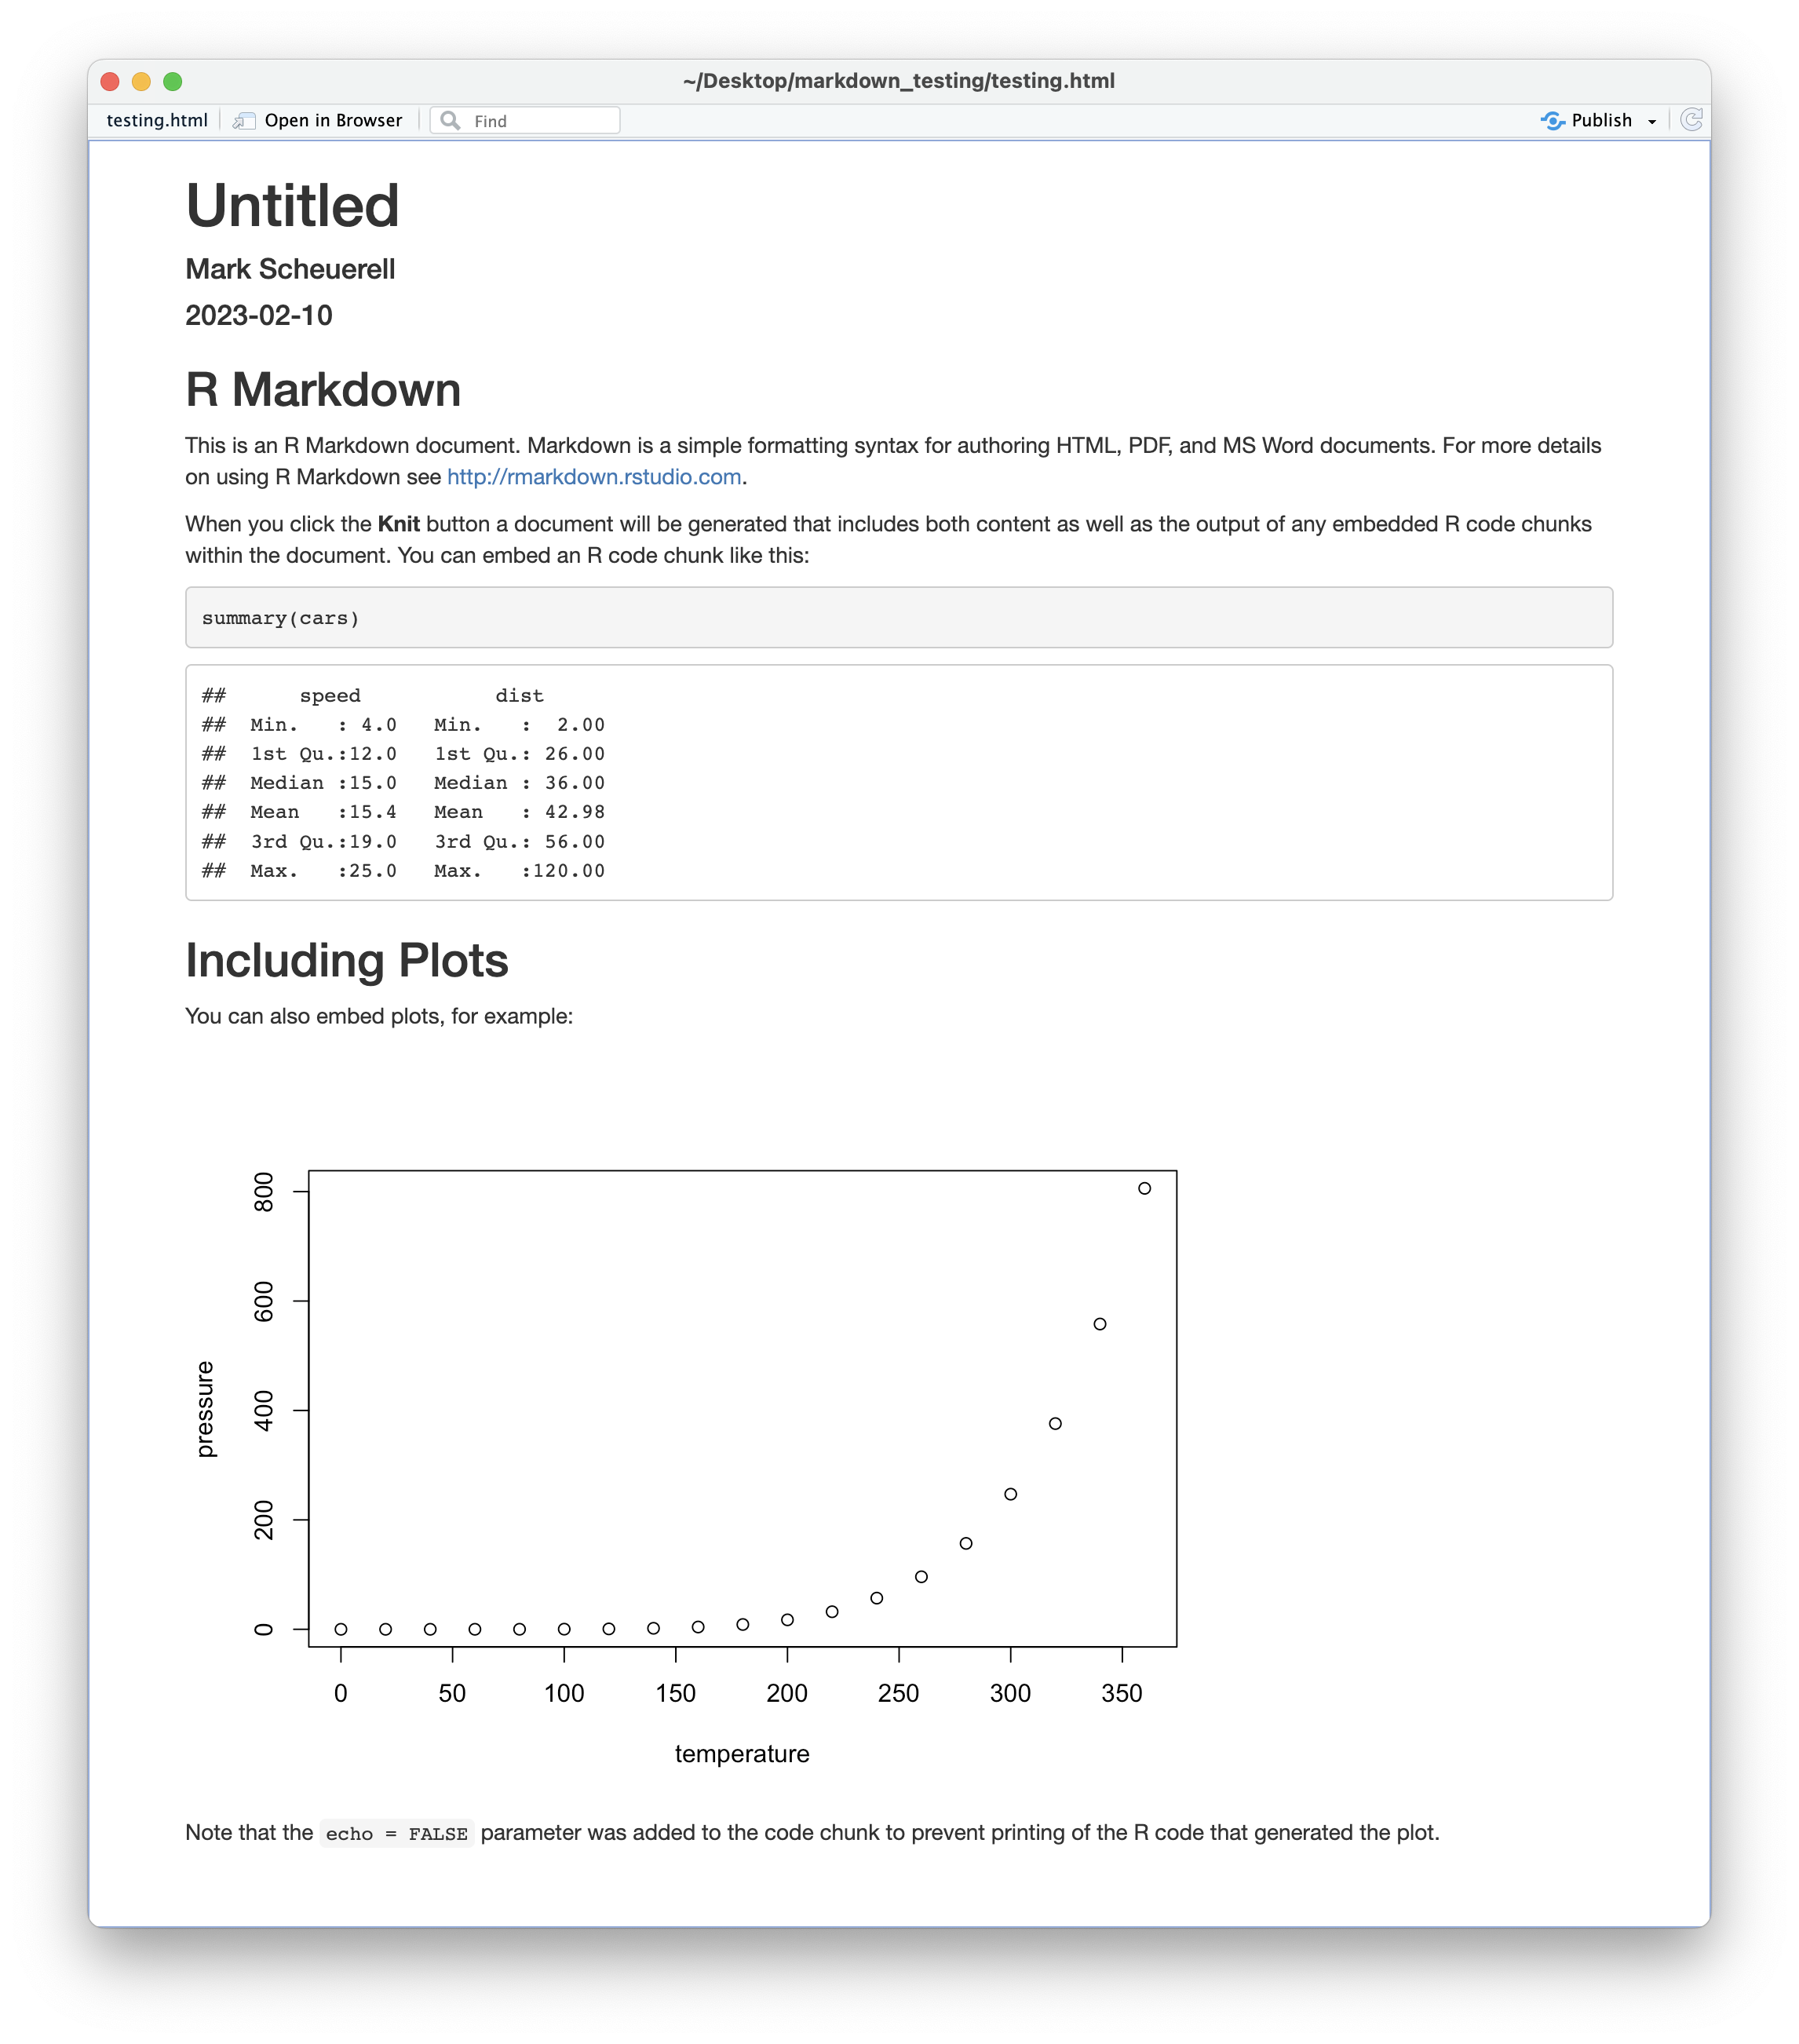 ~/Desktop/markdown_testing/testing.html
testing.html Open in Browser Find Publish
Untitled
Mark Scheuerell
2023-02-10
R Markdown
This is an R Markdown document. Markdown is a simple formatting syntax for authoring HTML, PDF, and MS Word documents. For more details
on using R Markdown see http://rmarkdown.rstudio.com.
When you click the Knit button a document will be generated that includes both content as well as the output of any embedded R code chunks
within the document. You can embed an R code chunk like this:
summary(cars)
##      speed           dist
##  Min.   : 4.0   Min.   :  2.00
##  1st Qu.:12.0   1st Qu.: 26.00
##  Median :15.0   Median : 36.00
##  Mean   :15.4   Mean   : 42.98
##  3rd Qu.:19.0   3rd Qu.: 56.00
##  Max.   :25.0   Max.   :120.00
Including Plots
You can also embed plots, for example:
800
600
400
200
0
pressure
0 50 100 150 200 250 300 350
temperature
Note that the echo = FALSE parameter was added to the code chunk to prevent printing of the R code that generated the plot.